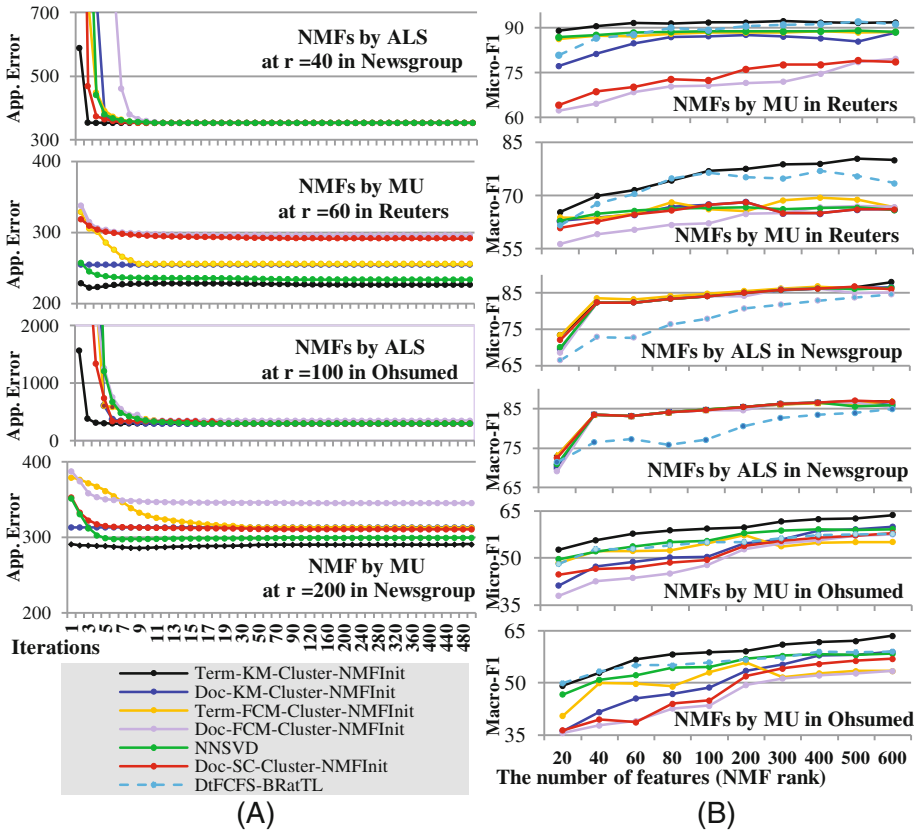 700
500
300
App. Error
NMFs by ALS
at r =40 in Newsgroup
400
300
200
App. Error
NMFs by MU
at r =60 in Reuters
2000
1000
0
App. Error
NMFs by ALS
at r =100 in Ohsumed
400
300
200
App. Error
NMF by MU
at r =200 in Newsgroup
Iterations
1 3 5 7 9 11 13 15 17 19 30 50 70 90 120 160 200 240 280 320 360 400 440 480
Term-KM-Cluster-NMFInit
Doc-KM-Cluster-NMFInit
Term-FCM-Cluster-NMFInit
Doc-FCM-Cluster-NMFInit
NNSVD
Doc-SC-Cluster-NMFInit
DtFCFS-BRatTL
(A)
90
75
60
Micro-F1
NMFs by MU in Reuters
85
70
55
Macro-F1
NMFs by MU in Reuters
85
75
65
Micro-F1
NMFs by ALS in Newsgroup
85
75
65
Macro-F1
NMFs by ALS in Newsgroup
65
50
35
Micro-F1
NMFs by MU in Ohsumed
65
50
35
Macro-F1
NMFs by MU in Ohsumed
20 40 60 80 100 200 300 400 500 600
The number of features (NMF rank)
(B)